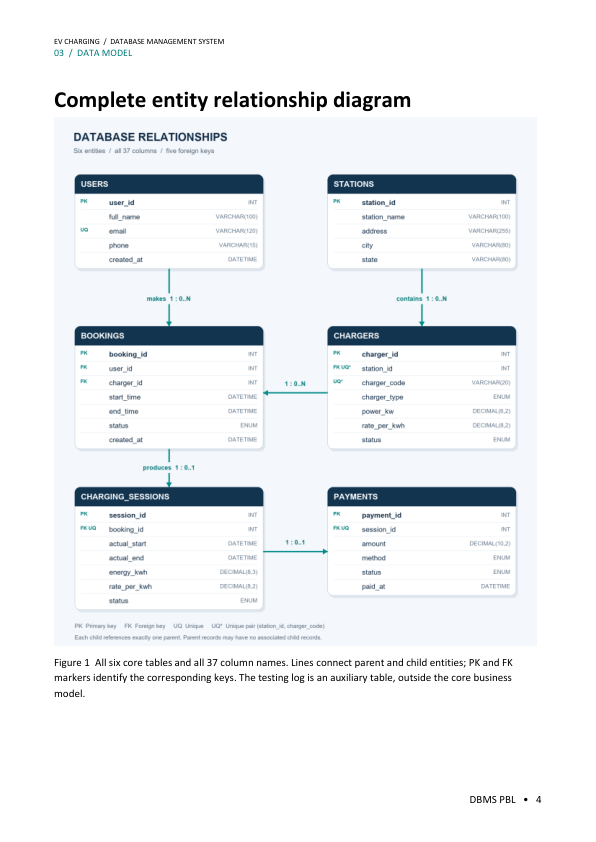 EV CHARGING / DATABASE MANAGEMENT SYSTEM
03 / DATA MODEL
Complete entity relationship diagram
DATABASE RELATIONSHIPS
Six entities / all 37 columns / five foreign keys
USERS
PK user_id INT
full_name VARCHAR(100)
UQ email VARCHAR(120)
phone VARCHAR(15)
created_at DATETIME
STATIONS
PK station_id INT
station_name VARCHAR(100)
address VARCHAR(255)
city VARCHAR(80)
state VARCHAR(80)
makes 1 : 0..N
contains 1 : 0..N
BOOKINGS
PK booking_id INT
FK user_id INT
FK charger_id INT
start_time DATETIME
end_time DATETIME
status ENUM
created_at DATETIME
1 : 0..N
CHARGERS
PK charger_id INT
FK UQ* station_id INT
UQ* charger_code VARCHAR(20)
charger_type ENUM
power_kw DECIMAL(8,2)
rate_per_kwh DECIMAL(8,2)
status ENUM
produces 1 : 0..1
CHARGING_SESSIONS
PK session_id INT
FK UQ booking_id INT
actual_start DATETIME
actual_end DATETIME
energy_kwh DECIMAL(8,3)
rate_per_kwh DECIMAL(8,2)
status ENUM
1 : 0..1
PAYMENTS
PK payment_id INT
FK UQ session_id INT
amount DECIMAL(10,2)
method ENUM
status ENUM
paid_at DATETIME
PK Primary key FK Foreign key UQ Unique UQ* Unique pair (station_id, charger_code)
Each child references exactly one parent. Parent records may have no associated child records.
Figure 1 All six core tables and all 37 column names. Lines connect parent and child entities; PK and FK
markers identify the corresponding keys. The testing log is an auxiliary table, outside the core business
model.
DBMS PBL • 4